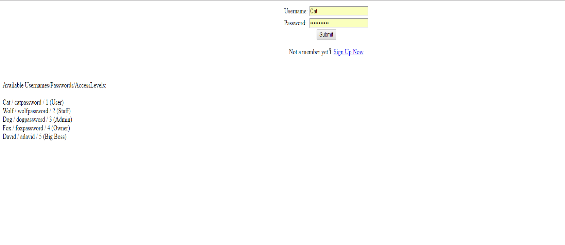 Username Cat
Password •••••••••
Submit
Not a member yet? Sign Up Now
Available Usernames/Passwords/AccessLevels:
Cat / catpassword / 1 (User)
Wolf / wolfpassword / 2 (Staff)
Dog / dogpassword / 3 (Admin)
Fox / foxpassword / 4 (Owner)
David / / 5 (Big Boss)